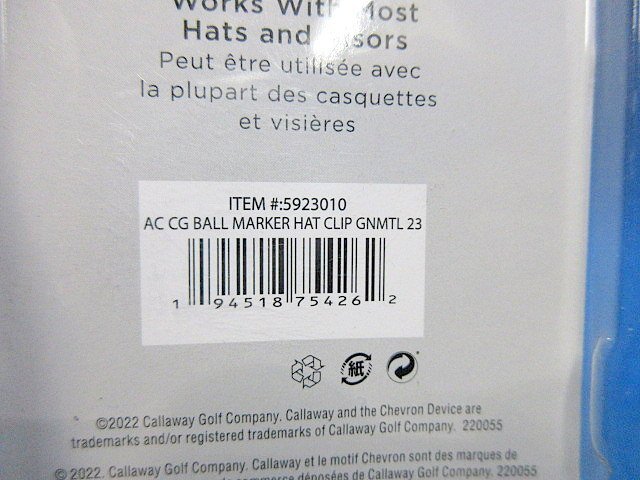 Works With Most
Hats and Visors
Peut être utilisée avec
la plupart des casquettes
et visières
ITEM #:5923010
AC CG BALL MARKER HAT CLIP GNMTL 23
1 94518 75426 2
紙
©2022 Callaway Golf Company. Callaway and the Chevron Device are
trademarks and/or registered trademarks of Callaway Golf Company. 220055
© 2022. Callaway Golf Company. Callaway et le motif Chevron sont des marques de
commerce déposées de Callaway Golf Company. 220055